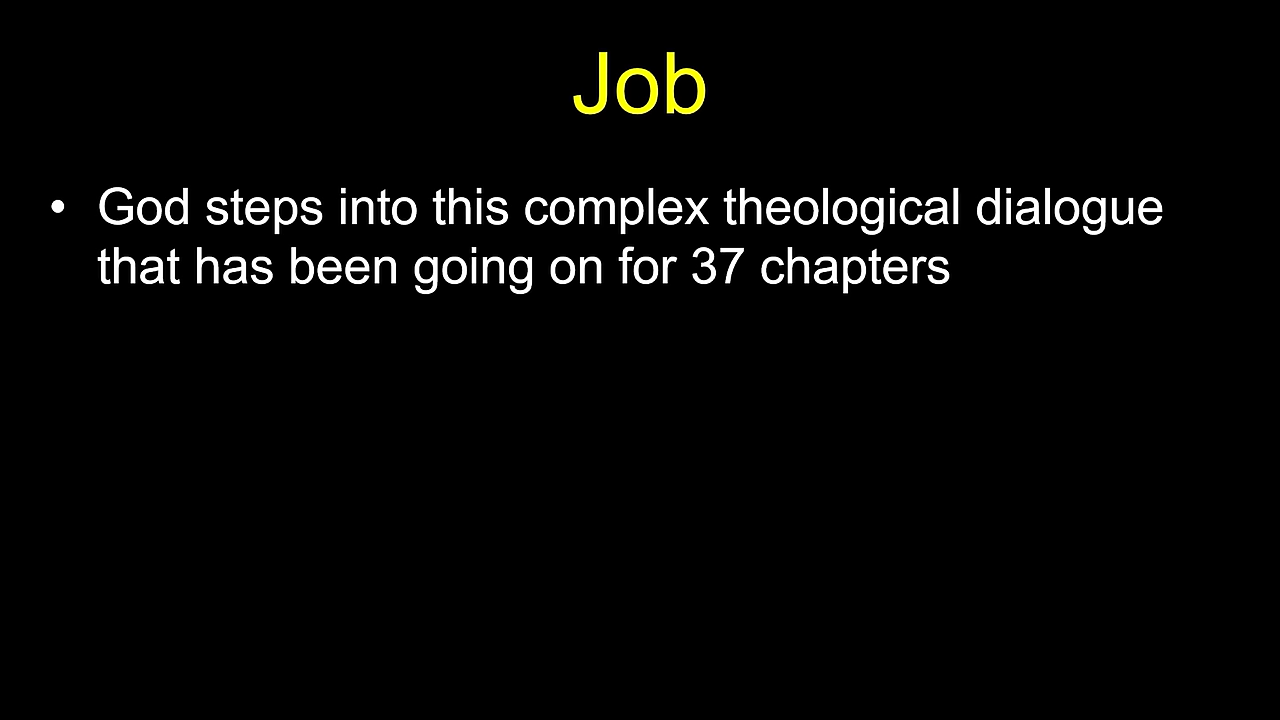 Job
• God steps into this complex theological dialogue
that has been going on for 37 chapters